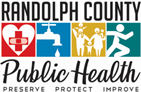 RANDOLPH COUNTY
Public Health
PRESERVE PROTECT IMPROVE